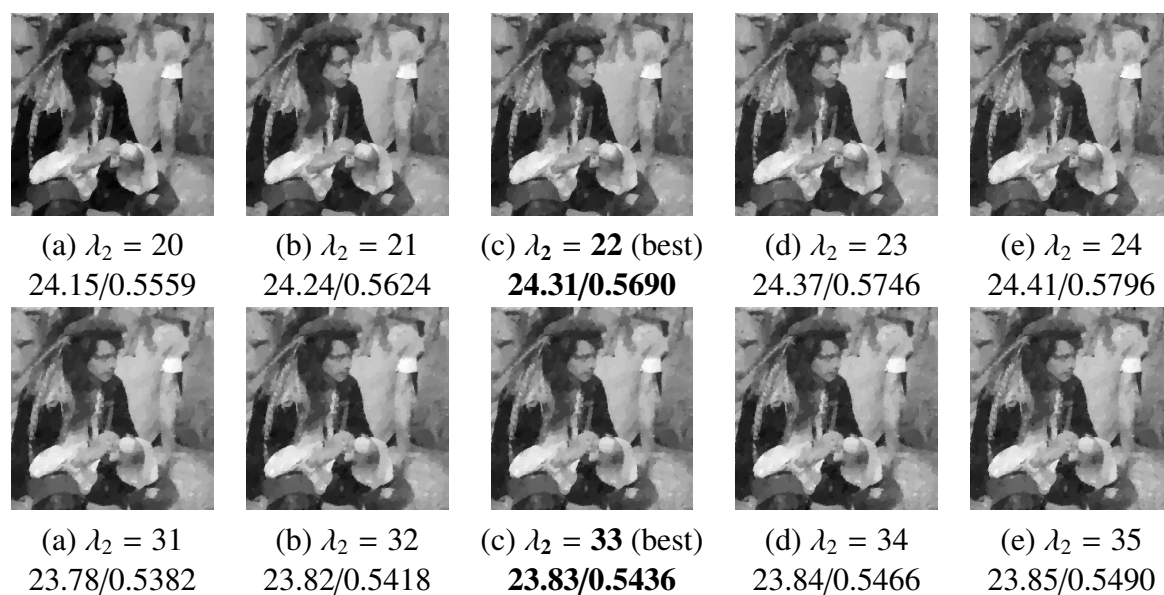 (a) λ₂ = 20 (b) λ₂ = 21 (c) λ₂ = 22 (best) (d) λ₂ = 23 (e) λ₂ = 24
24.15/0.5559 24.24/0.5624 24.31/0.5690 24.37/0.5746 24.41/0.5796
(a) λ₂ = 31 (b) λ₂ = 32 (c) λ₂ = 33 (best) (d) λ₂ = 34 (e) λ₂ = 35
23.78/0.5382 23.82/0.5418 23.83/0.5436 23.84/0.5466 23.85/0.5490